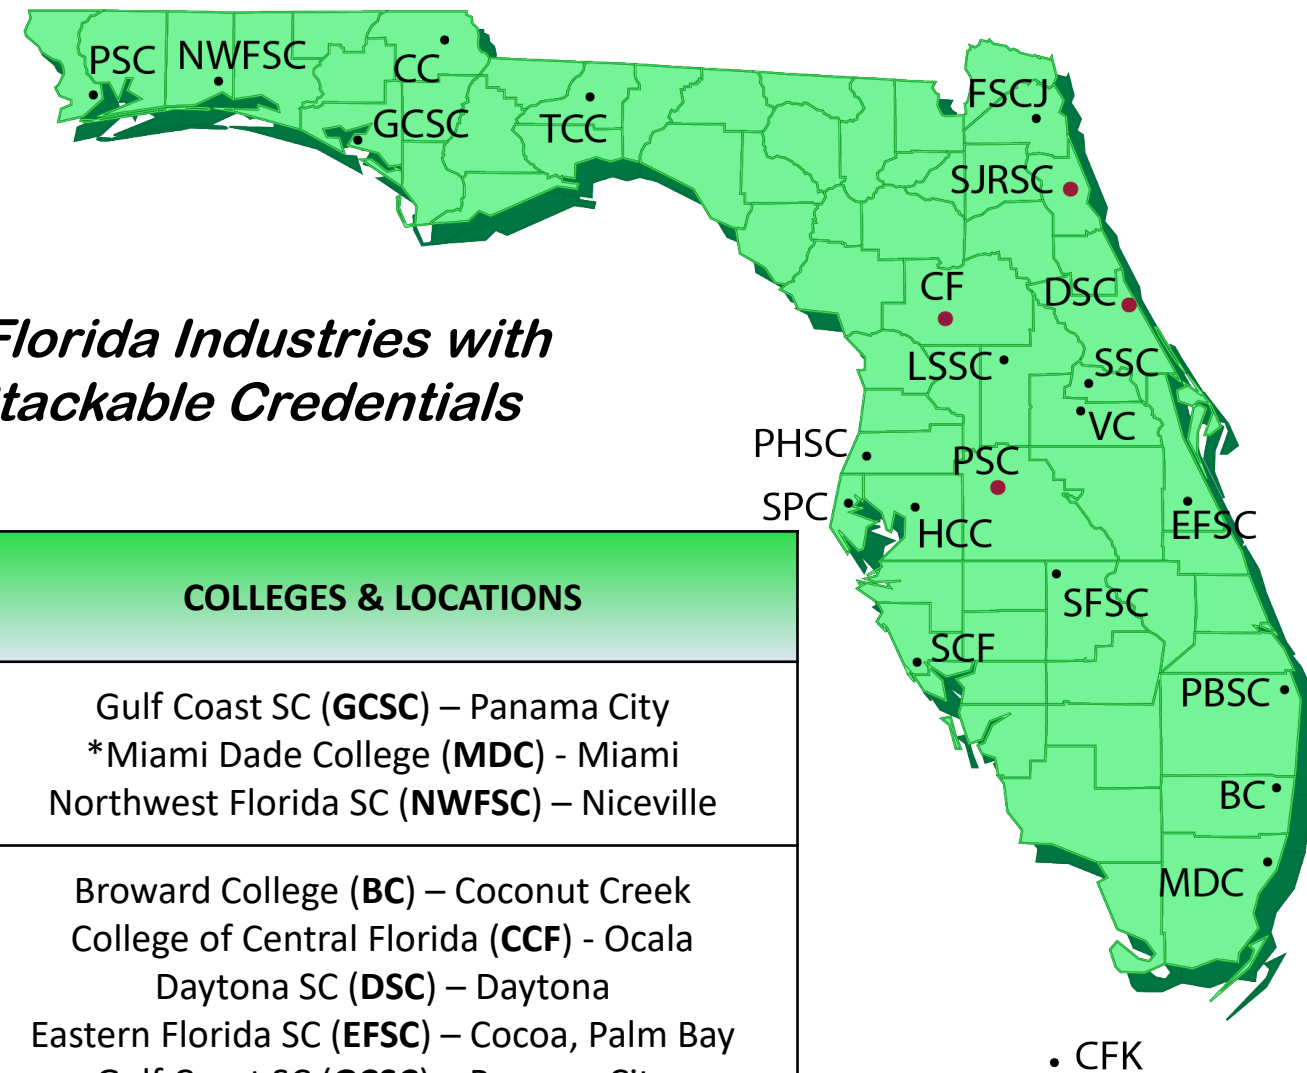 PSC
NWFSC
CC
GCSC
TCC
FSCJ
SJRSC
CF
DSC
LSSC
SSC
VC
PHSC
PSC
SPC
HCC
EFSC
SFSC
SCF
PBSC
BC
MDC
CFK
Florida Industries with
tackable Credentials
COLLEGES & LOCATIONS
Gulf Coast SC (GCSC) – Panama City
*Miami Dade College (MDC) - Miami
Northwest Florida SC (NWFSC) – Niceville
Broward College (BC) – Coconut Creek
College of Central Florida (CCF) - Ocala
Daytona SC (DSC) – Daytona
Eastern Florida SC (EFSC) – Cocoa, Palm Bay